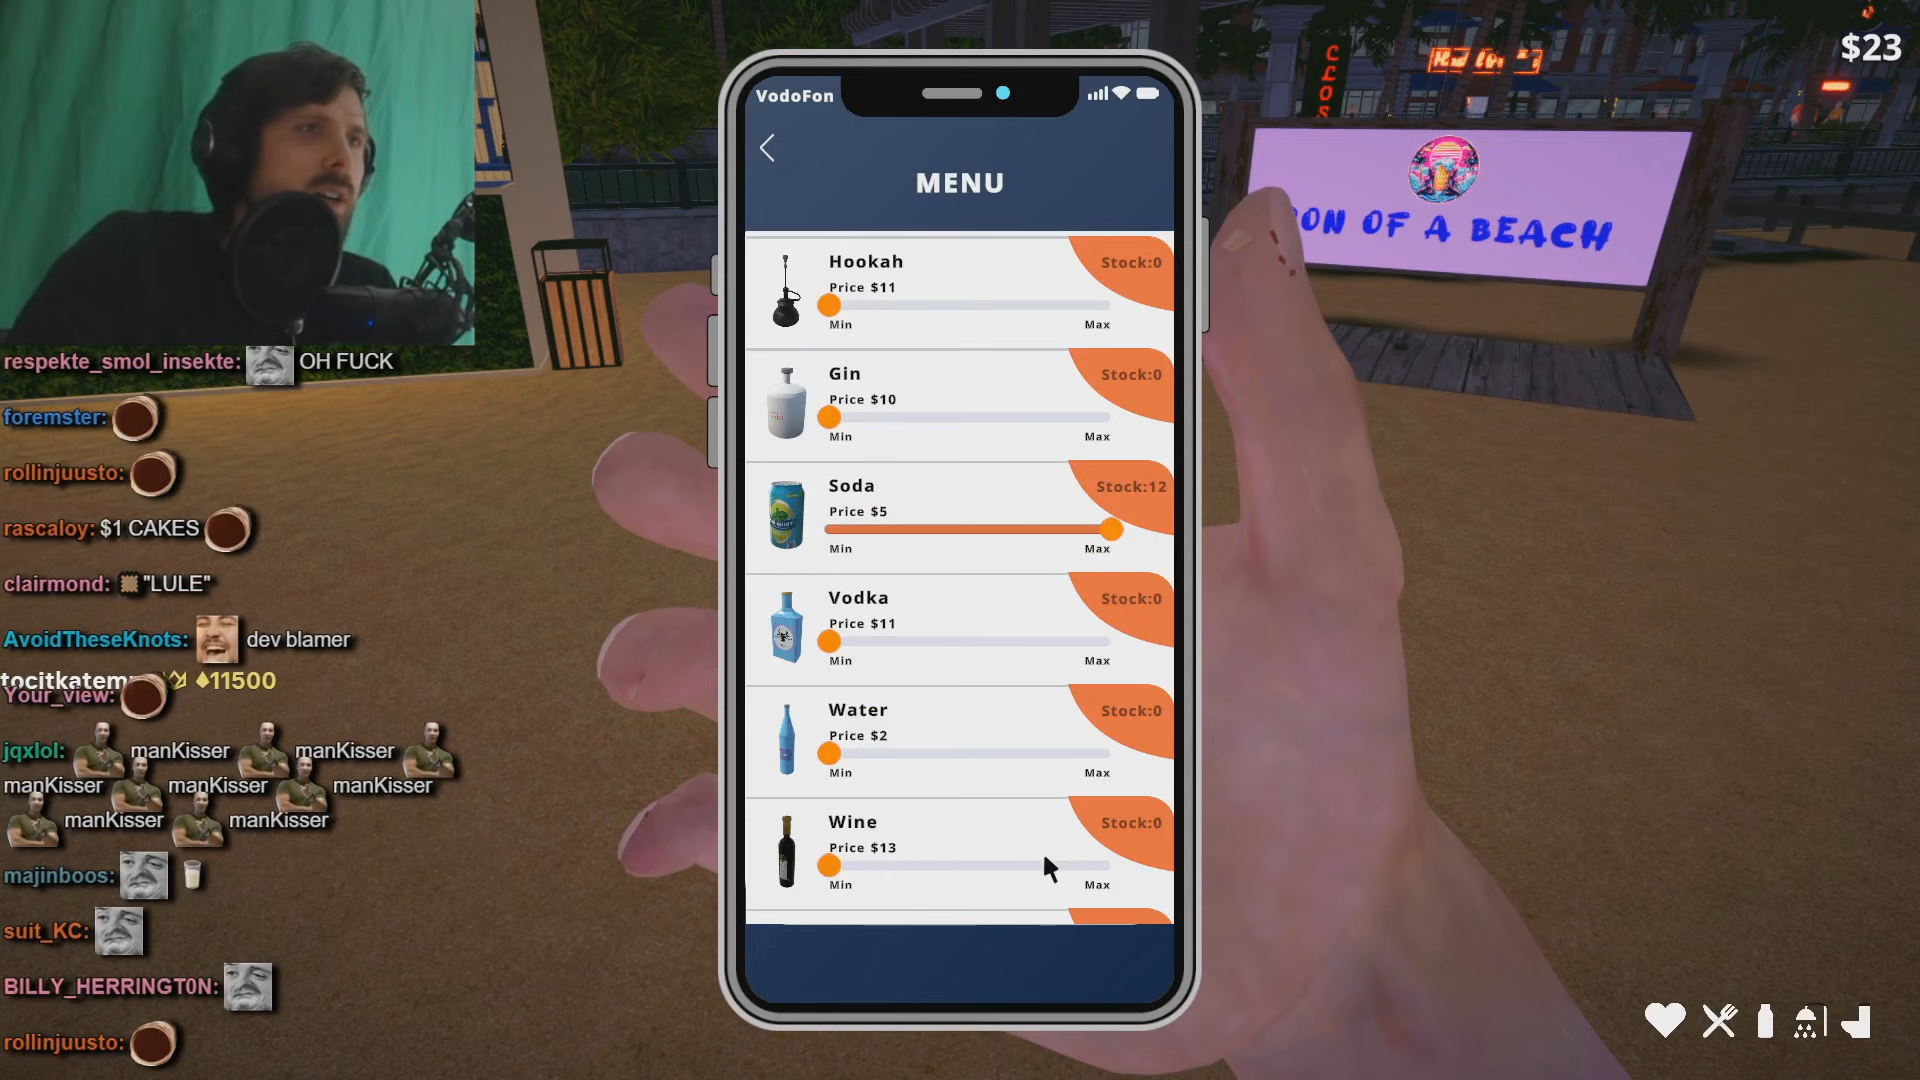 $23
VodoFon
MENU
Hookah
Stock:0
Price $11
Min Max
Gin
Stock:0
Price $10
Min Max
Soda
Stock:12
Price $5
Min Max
Vodka
Stock:0
Price $11
Min Max
Water
Stock:0
Price $2
Min Max
Wine
Stock:0
Price $13
Min Max
ON OF A BEACH
respekte_smol_insekte: OH FUCK
foremster:
rollinjuusto:
rascaloy: $1 CAKES
clairmond: "LULE"
AvoidTheseKnots: dev blamer
tocitkatem 11500
Your_view:
jqxlol: manKisser manKisser
manKisser manKisser manKisser
manKisser manKisser
majinboos:
suit_KC:
BILLY_HERRINGT0N:
rollinjuusto: